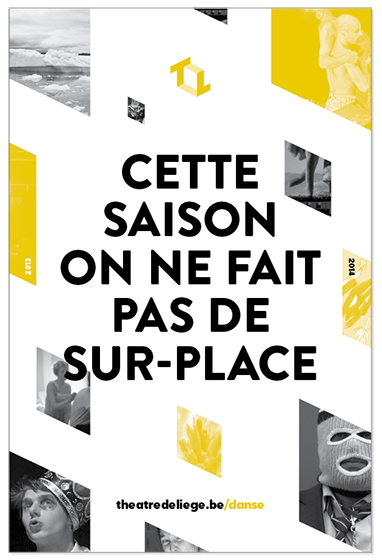 CETTE
SAISON
ON NE FAIT
PAS DE
SUR-PLACE
2013
2014
theatredeliege.be/danse